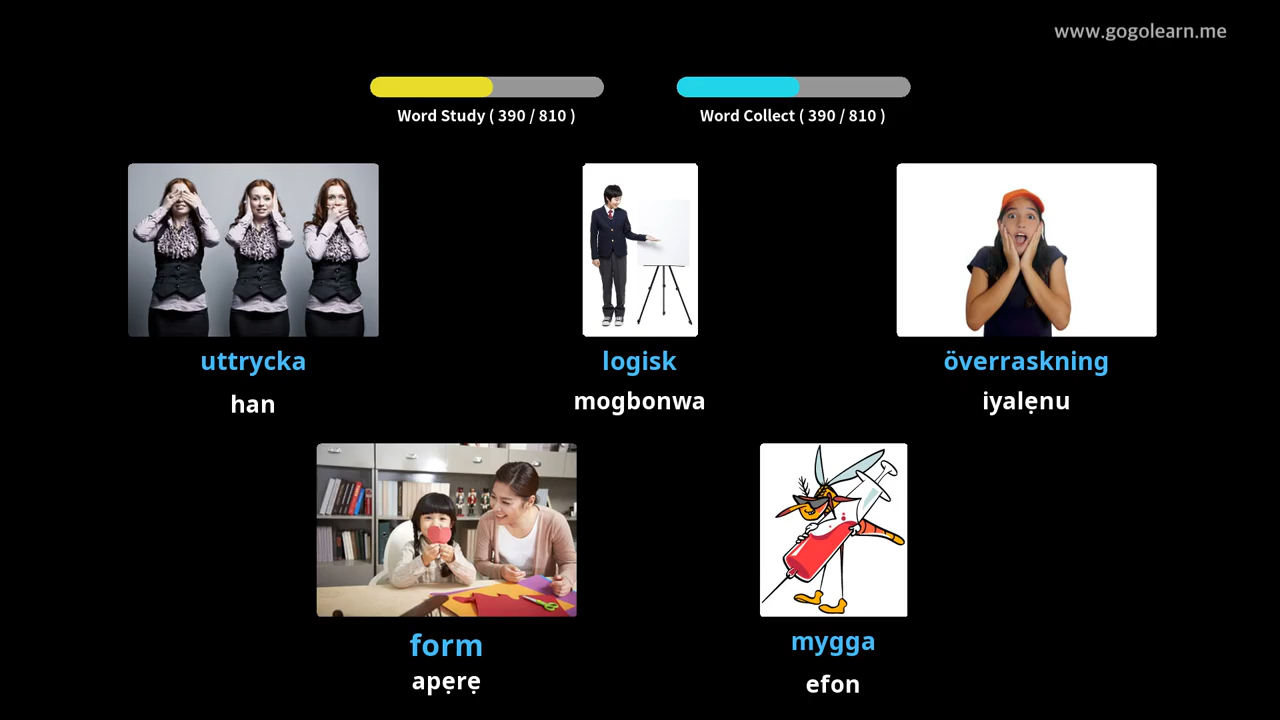 www.gogolearn.me
Word Study ( 390 / 810 )
Word Collect ( 390 / 810 )
uttrycka
han
logisk
mogbonwa
överraskning
iyalẹnu
form
apẹrẹ
mygga
efon